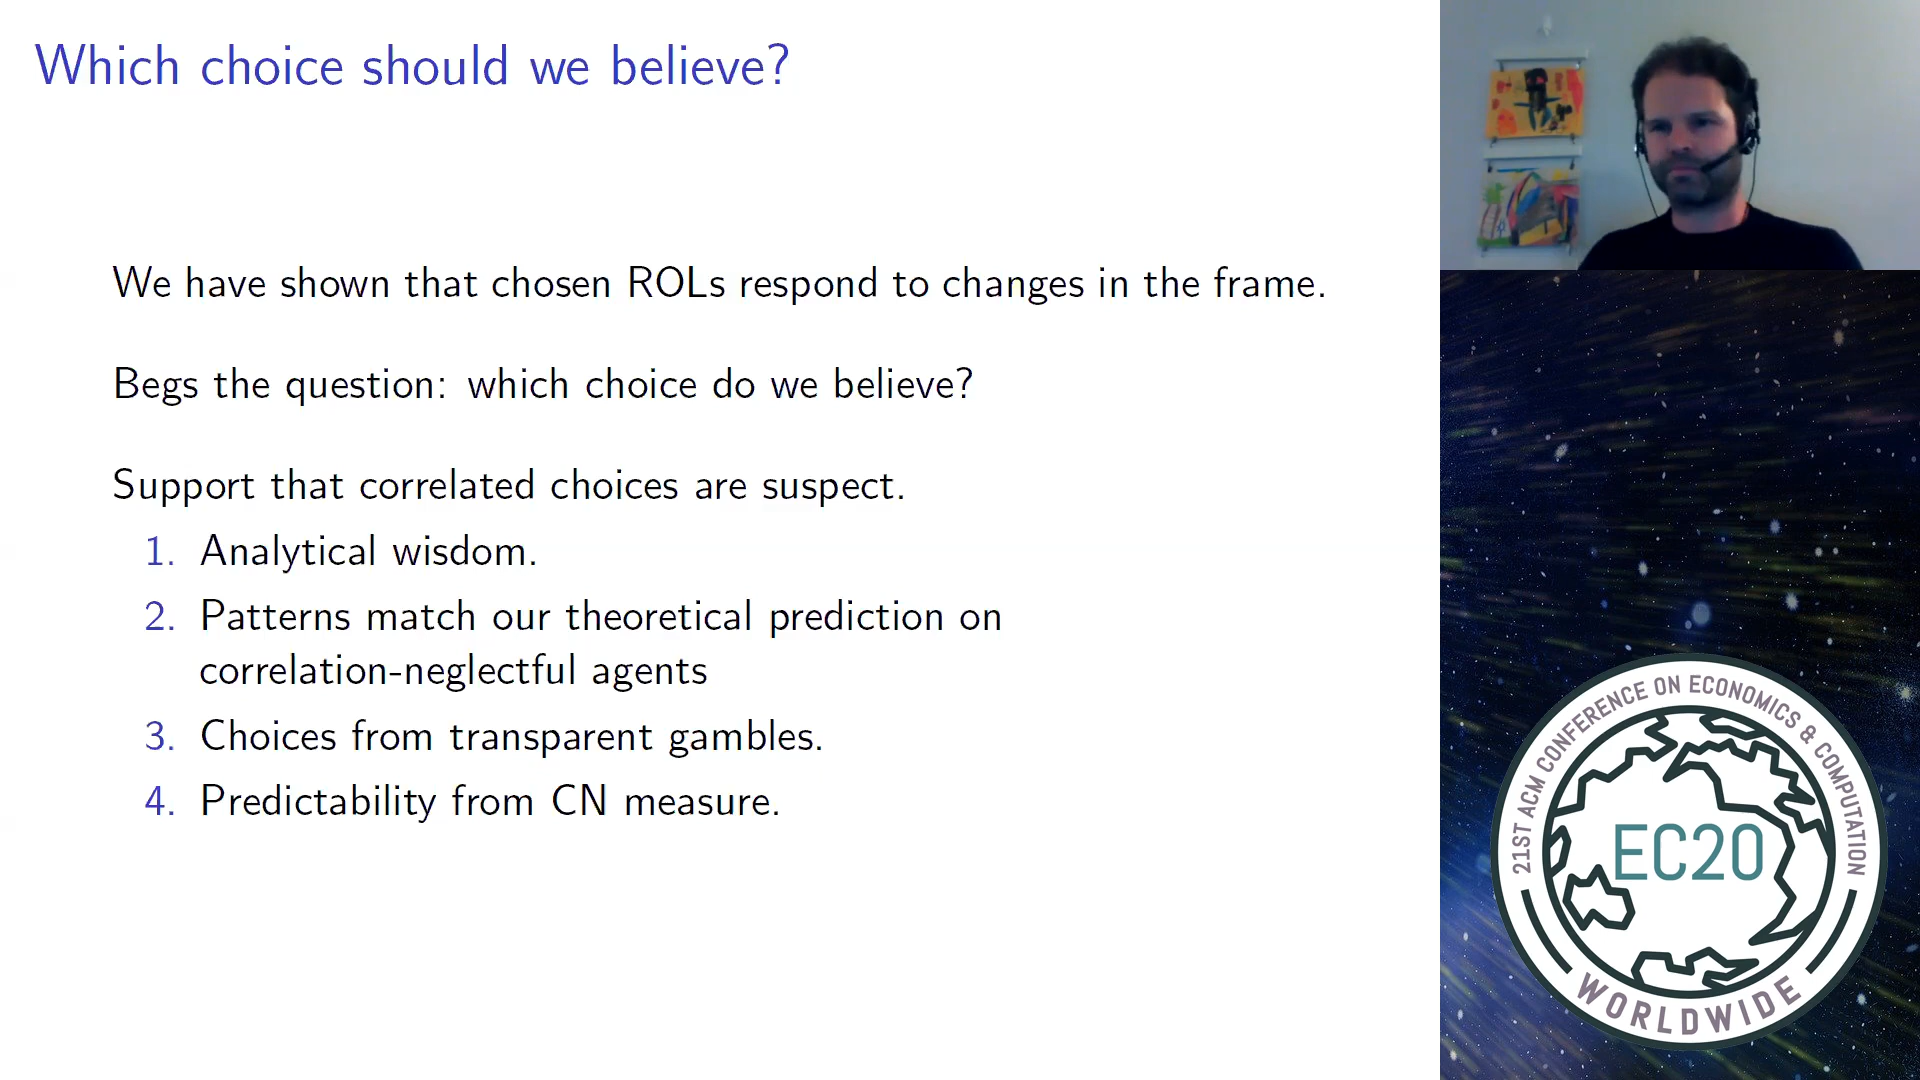 Which choice should we believe?
We have shown that chosen ROLs respond to changes in the frame.
Begs the question: which choice do we believe?
Support that correlated choices are suspect.
1. Analytical wisdom.
2. Patterns match our theoretical prediction on
correlation-neglectful agents
3. Choices from transparent gambles.
4. Predictability from CN measure.
21ST ACM CONFERENCE ON ECONOMICS & COMPUTATION
EC20
WORLDWIDE